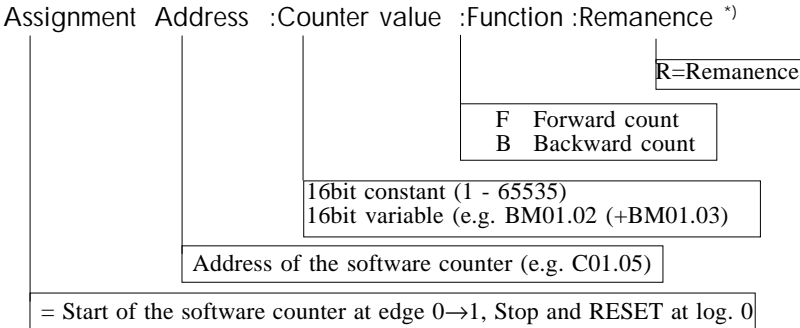 Assignment Address :Counter value :Function :Remanence *)
R=Remanence
F Forward count
B Backward count
16bit constant (1 - 65535)
16bit variable (e.g. BM01.02 (+BM01.03)
Address of the software counter (e.g. C01.05)
= Start of the software counter at edge 0→1, Stop and RESET at log. 0